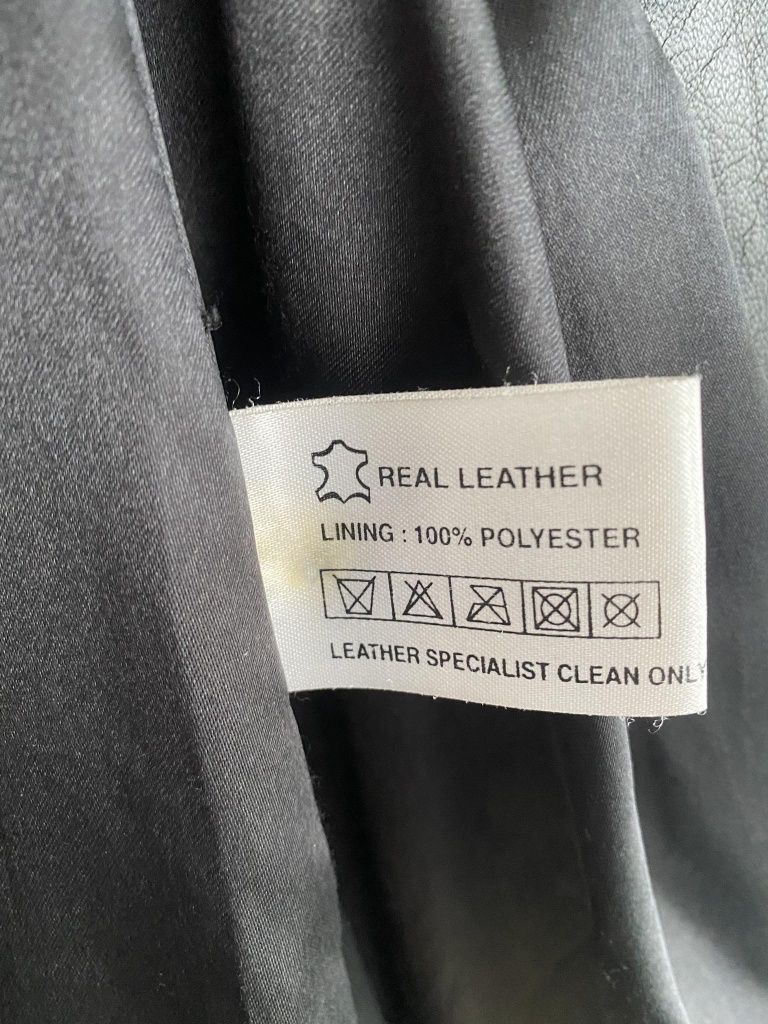 REAL LEATHER
LINING : 100% POLYESTER
LEATHER SPECIALIST CLEAN ONLY